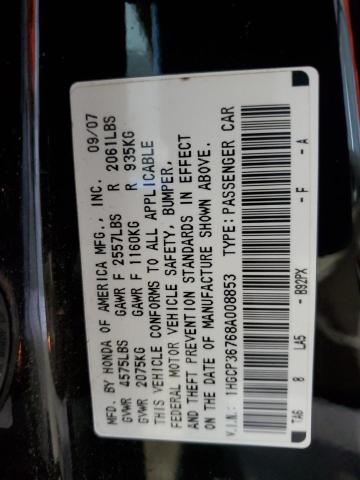 MFD. BY HONDA OF AMERICA MFG., INC. 09/07
GVWR 4575LBS GAWR F 2557LBS R 2061LBS
GVWR 2075KG GAWR F 1160KG R 935KG
THIS VEHICLE CONFORMS TO ALL APPLICABLE
FEDERAL MOTOR VEHICLE SAFETY, BUMPER,
AND THEFT PREVENTION STANDARDS IN EFFECT
ON THE DATE OF MANUFACTURE SHOWN ABOVE.
V.I.N.: 1HGCP36768A008853 TYPE: PASSENGER CAR
TA6 8 LA5 - B92PX - F - A